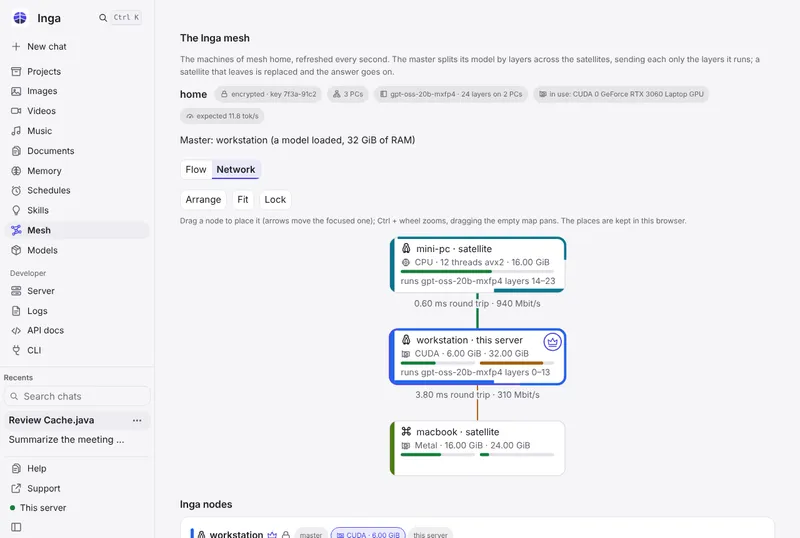 Inga
Ctrl K
New chat
Projects
Images
Videos
Music
Documents
Memory
Schedules
Skills
Mesh
Models
Developer
Server
Logs
API docs
CLI
Recents
Search chats
Review Cache.java
Summarize the meeting ...
Help
Support
This server
The Inga mesh
The machines of mesh home, refreshed every second. The master splits its model by layers across the satellites, sending each only the layers it runs; a
satellite that leaves is replaced and the answer goes on.
home encrypted · key 7f3a-91c2 3 PCs gpt-oss-20b-mxfp4 · 24 layers on 2 PCs in use: CUDA 0 GeForce RTX 3060 Laptop GPU
expected 11.8 tok/s
Master: workstation (a model loaded, 32 GiB of RAM)
Flow Network
Arrange Fit Lock
Drag a node to place it (arrows move the focused one); Ctrl + wheel zooms, dragging the empty map pans. The places are kept in this browser.
mini-pc · satellite
CPU · 12 threads avx2 · 16.00 GiB
runs gpt-oss-20b-mxfp4 layers 14–23
0.60 ms round trip · 940 Mbit/s
workstation · this server
CUDA · 6.00 GiB · 32.00 GiB
runs gpt-oss-20b-mxfp4 layers 0–13
3.80 ms round trip · 310 Mbit/s
macbook · satellite
Metal · 16.00 GiB · 24.00 GiB
Inga nodes
workstation master CUDA · 6.00 GiB this server